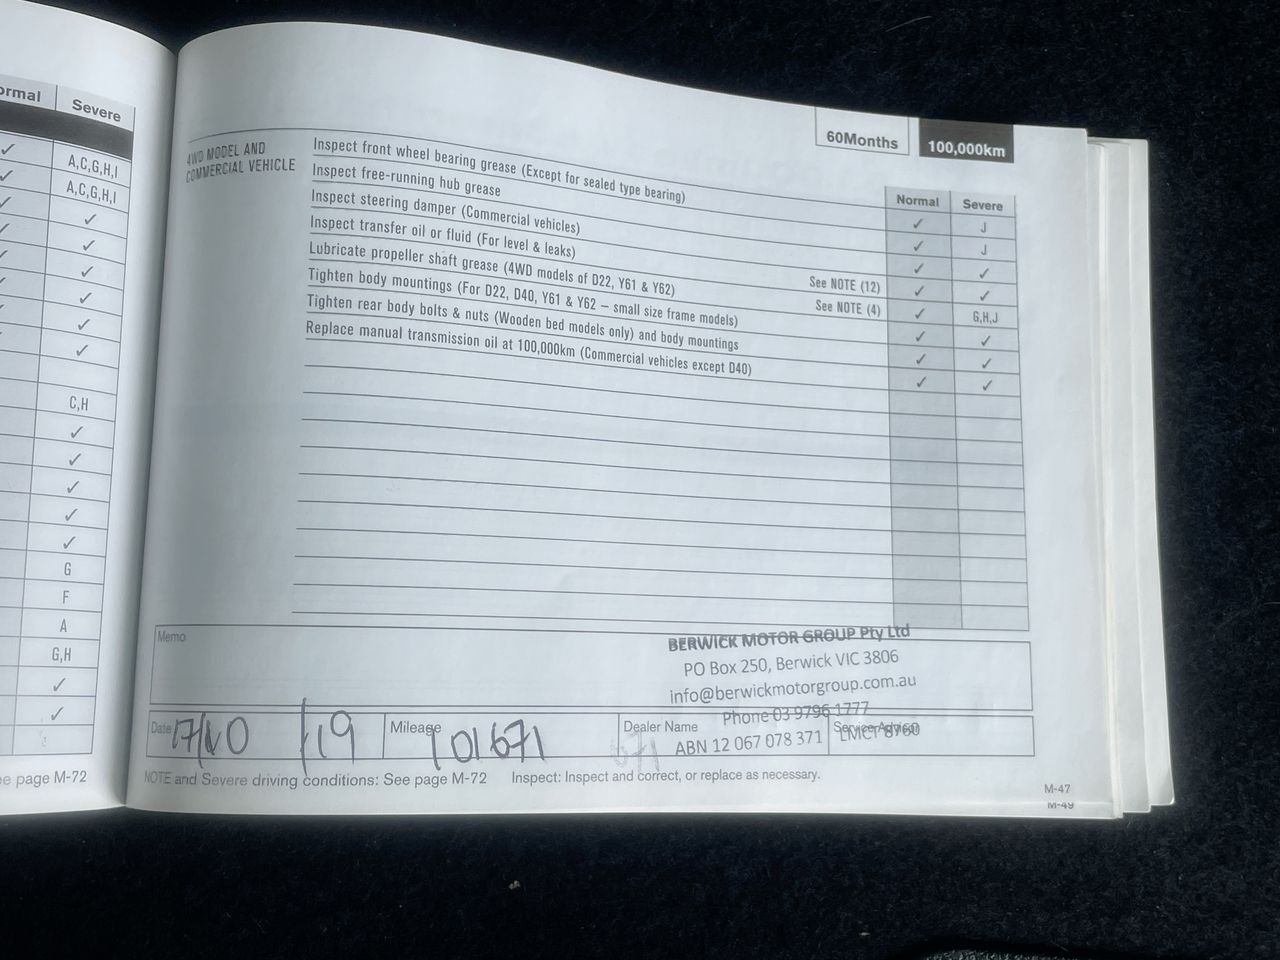 ormal Severe
✓ A,C,G,H,I
✓ A,C,G,H,I
✓ ✓
✓ ✓
✓ ✓
✓ ✓
✓ ✓
✓ ✓
C,H
✓
✓
✓
✓
✓
G
F
A
G,H
✓
✓
ee page M-72
60Months 100,000km
4WD MODEL AND
COMMERCIAL VEHICLE
Normal Severe
Inspect front wheel bearing grease (Except for sealed type bearing) ✓ J
Inspect free-running hub grease ✓ J
Inspect steering damper (Commercial vehicles) ✓ ✓
Inspect transfer oil or fluid (For level & leaks) See NOTE (12) ✓ ✓
Lubricate propeller shaft grease (4WD models of D22, Y61 & Y62) See NOTE (4) ✓ G,H,J
Tighten body mountings (For D22, D40, Y61 & Y62 – small size frame models) ✓ ✓
Tighten rear body bolts & nuts (Wooden bed models only) and body mountings ✓ ✓
Replace manual transmission oil at 100,000km (Commercial vehicles except D40) ✓ ✓
Memo
BERWICK MOTOR GROUP Pty Ltd
PO Box 250, Berwick VIC 3806
info@berwickmotorgroup.com.au
Phone 03 9796 1777
ABN 12 067 078 371 LMCT 8760
Date 17/10/19 Mileage 101671 Dealer Name Service Advisor
NOTE and Severe driving conditions: See page M-72 Inspect: Inspect and correct, or replace as necessary.
M-47
M-49